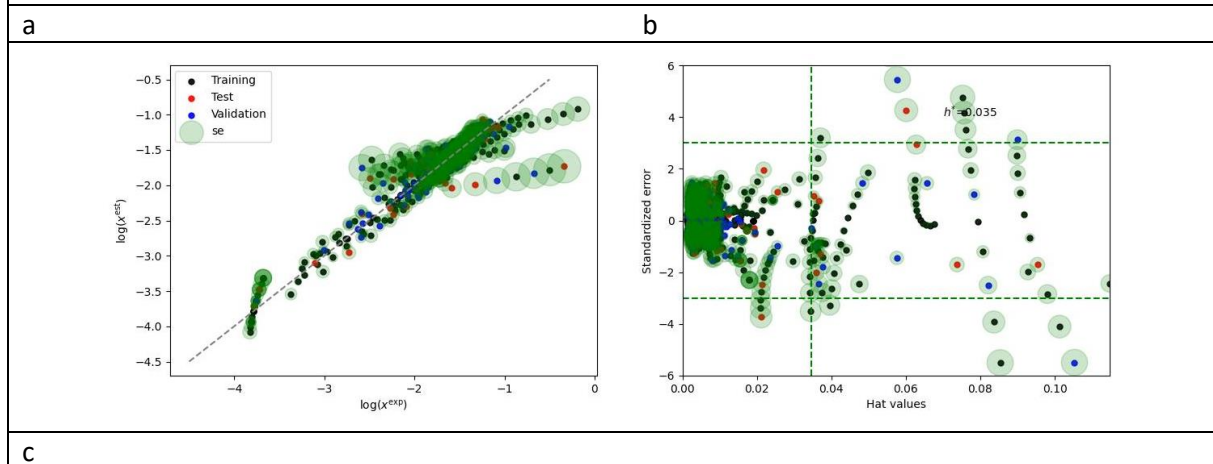 a
b
Training
Test
Validation
se
−0.5
−1.0
−1.5
−2.0
−2.5
−3.0
−3.5
−4.0
−4.5
log(x^est)
−4
−3
−2
−1
0
log(x^exp)
6
4
2
0
−2
−4
−6
Standardized error
h*=0.035
0.00
0.02
0.04
0.06
0.08
0.10
Hat values
c